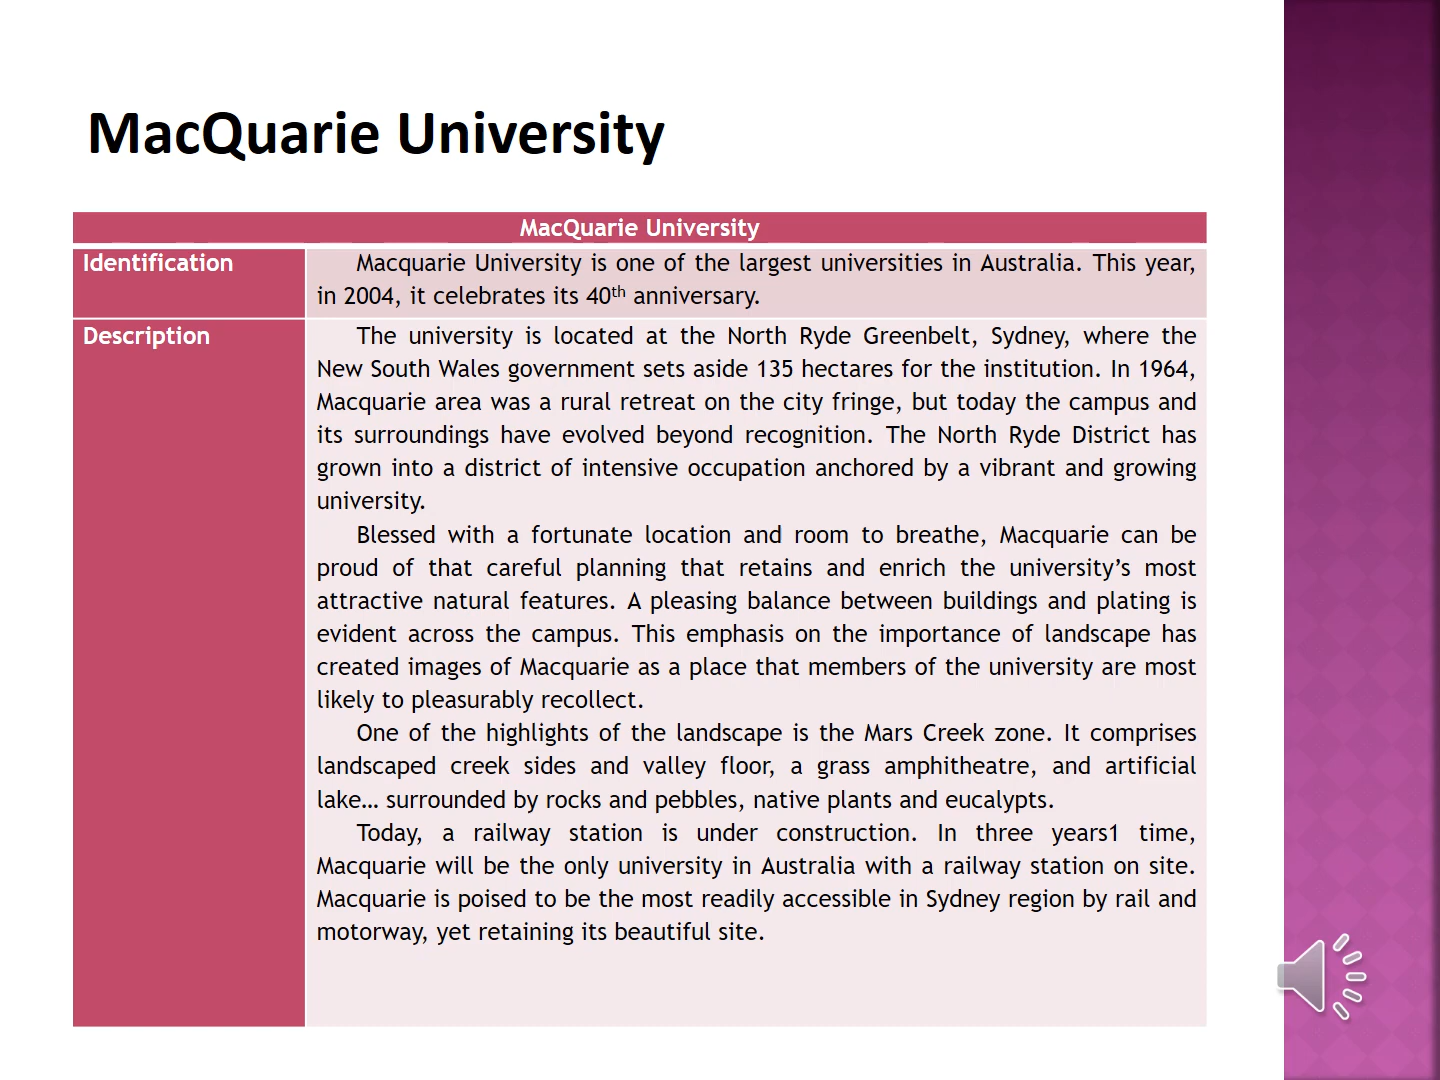 MacQuarie University
MacQuarie University
Identification
Macquarie University is one of the largest universities in Australia. This year,
in 2004, it celebrates its 40th anniversary.
Description
The university is located at the North Ryde Greenbelt, Sydney, where the
New South Wales government sets aside 135 hectares for the institution. In 1964,
Macquarie area was a rural retreat on the city fringe, but today the campus and
its surroundings have evolved beyond recognition. The North Ryde District has
grown into a district of intensive occupation anchored by a vibrant and growing
university.
Blessed with a fortunate location and room to breathe, Macquarie can be
proud of that careful planning that retains and enrich the university’s most
attractive natural features. A pleasing balance between buildings and plating is
evident across the campus. This emphasis on the importance of landscape has
created images of Macquarie as a place that members of the university are most
likely to pleasurably recollect.
One of the highlights of the landscape is the Mars Creek zone. It comprises
landscaped creek sides and valley floor, a grass amphitheatre, and artificial
lake… surrounded by rocks and pebbles, native plants and eucalypts.
Today, a railway station is under construction. In three years1 time,
Macquarie will be the only university in Australia with a railway station on site.
Macquarie is poised to be the most readily accessible in Sydney region by rail and
motorway, yet retaining its beautiful site.